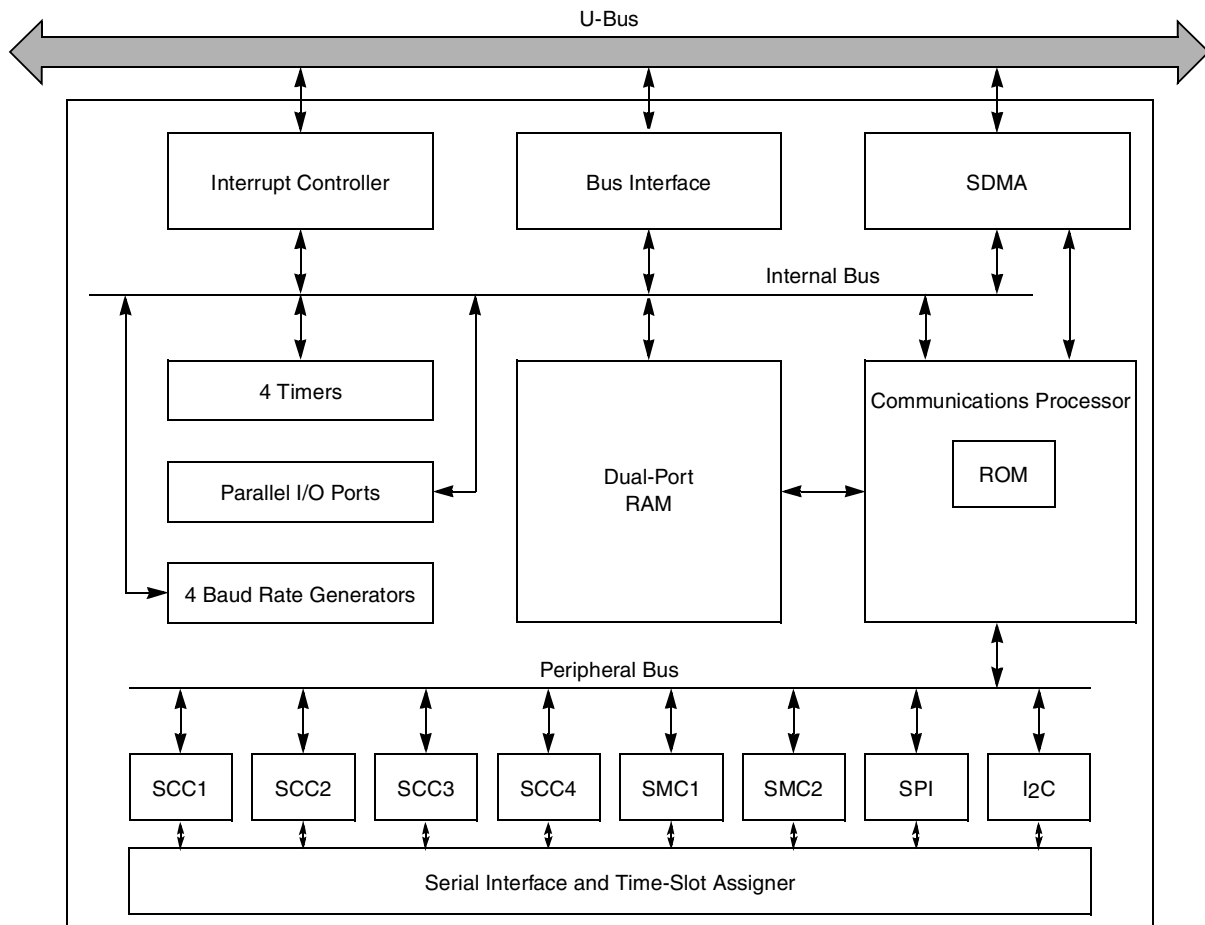 U-Bus
Interrupt Controller
Bus Interface
SDMA
Internal Bus
4 Timers
Communications Processor
Parallel I/O Ports
Dual-Port
RAM
ROM
4 Baud Rate Generators
Peripheral Bus
SCC1
SCC2
SCC3
SCC4
SMC1
SMC2
SPI
I2C
Serial Interface and Time-Slot Assigner